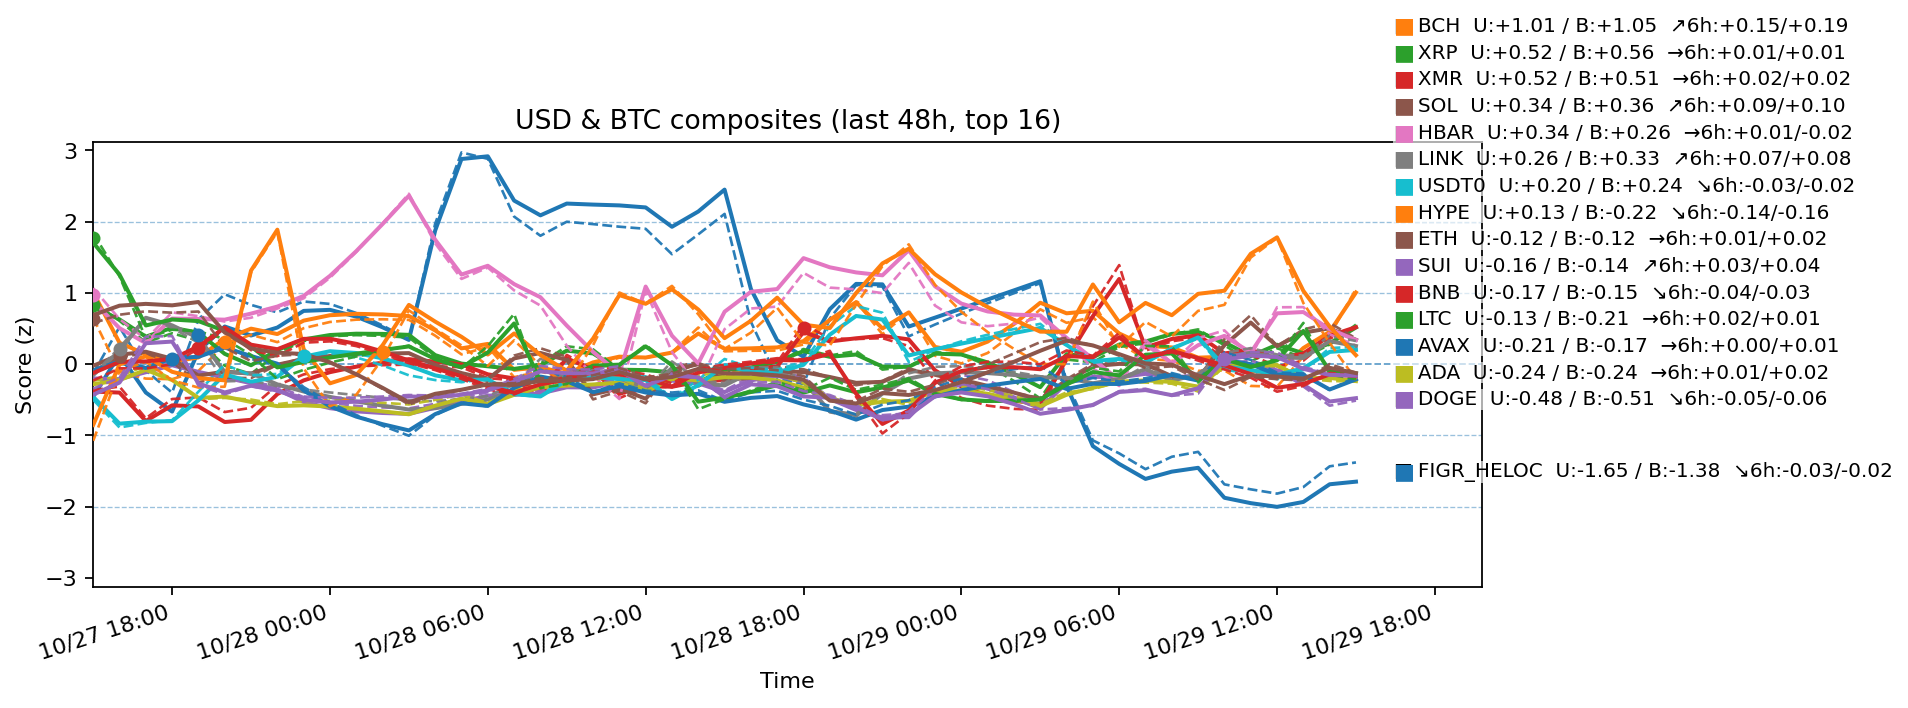 BCH  U:+1.01 / B:+1.05  ↗6h:+0.15/+0.19
XRP  U:+0.52 / B:+0.56  →6h:+0.01/+0.01
XMR  U:+0.52 / B:+0.51  →6h:+0.02/+0.02
SOL  U:+0.34 / B:+0.36  ↗6h:+0.09/+0.10
HBAR  U:+0.34 / B:+0.26  →6h:+0.01/-0.02
LINK  U:+0.26 / B:+0.33  ↗6h:+0.07/+0.08
USDT0  U:+0.20 / B:+0.24  ↘6h:-0.03/-0.02
HYPE  U:+0.13 / B:-0.22  ↘6h:-0.14/-0.16
ETH  U:-0.12 / B:-0.12  →6h:+0.01/+0.02
SUI  U:-0.16 / B:-0.14  ↗6h:+0.03/+0.04
BNB  U:-0.17 / B:-0.15  ↘6h:-0.04/-0.03
LTC  U:-0.13 / B:-0.21  →6h:+0.02/+0.01
AVAX  U:-0.21 / B:-0.17  →6h:+0.00/+0.01
ADA  U:-0.24 / B:-0.24  →6h:+0.01/+0.02
DOGE  U:-0.48 / B:-0.51  ↘6h:-0.05/-0.06
FIGR_HELOC  U:-1.65 / B:-1.38  ↘6h:-0.03/-0.02
USD & BTC composites (last 48h, top 16)
Score (z)
3
2
1
0
−1
−2
−3
10/27 18:00
10/28 00:00
10/28 06:00
10/28 12:00
10/28 18:00
10/29 00:00
10/29 06:00
10/29 12:00
10/29 18:00
Time